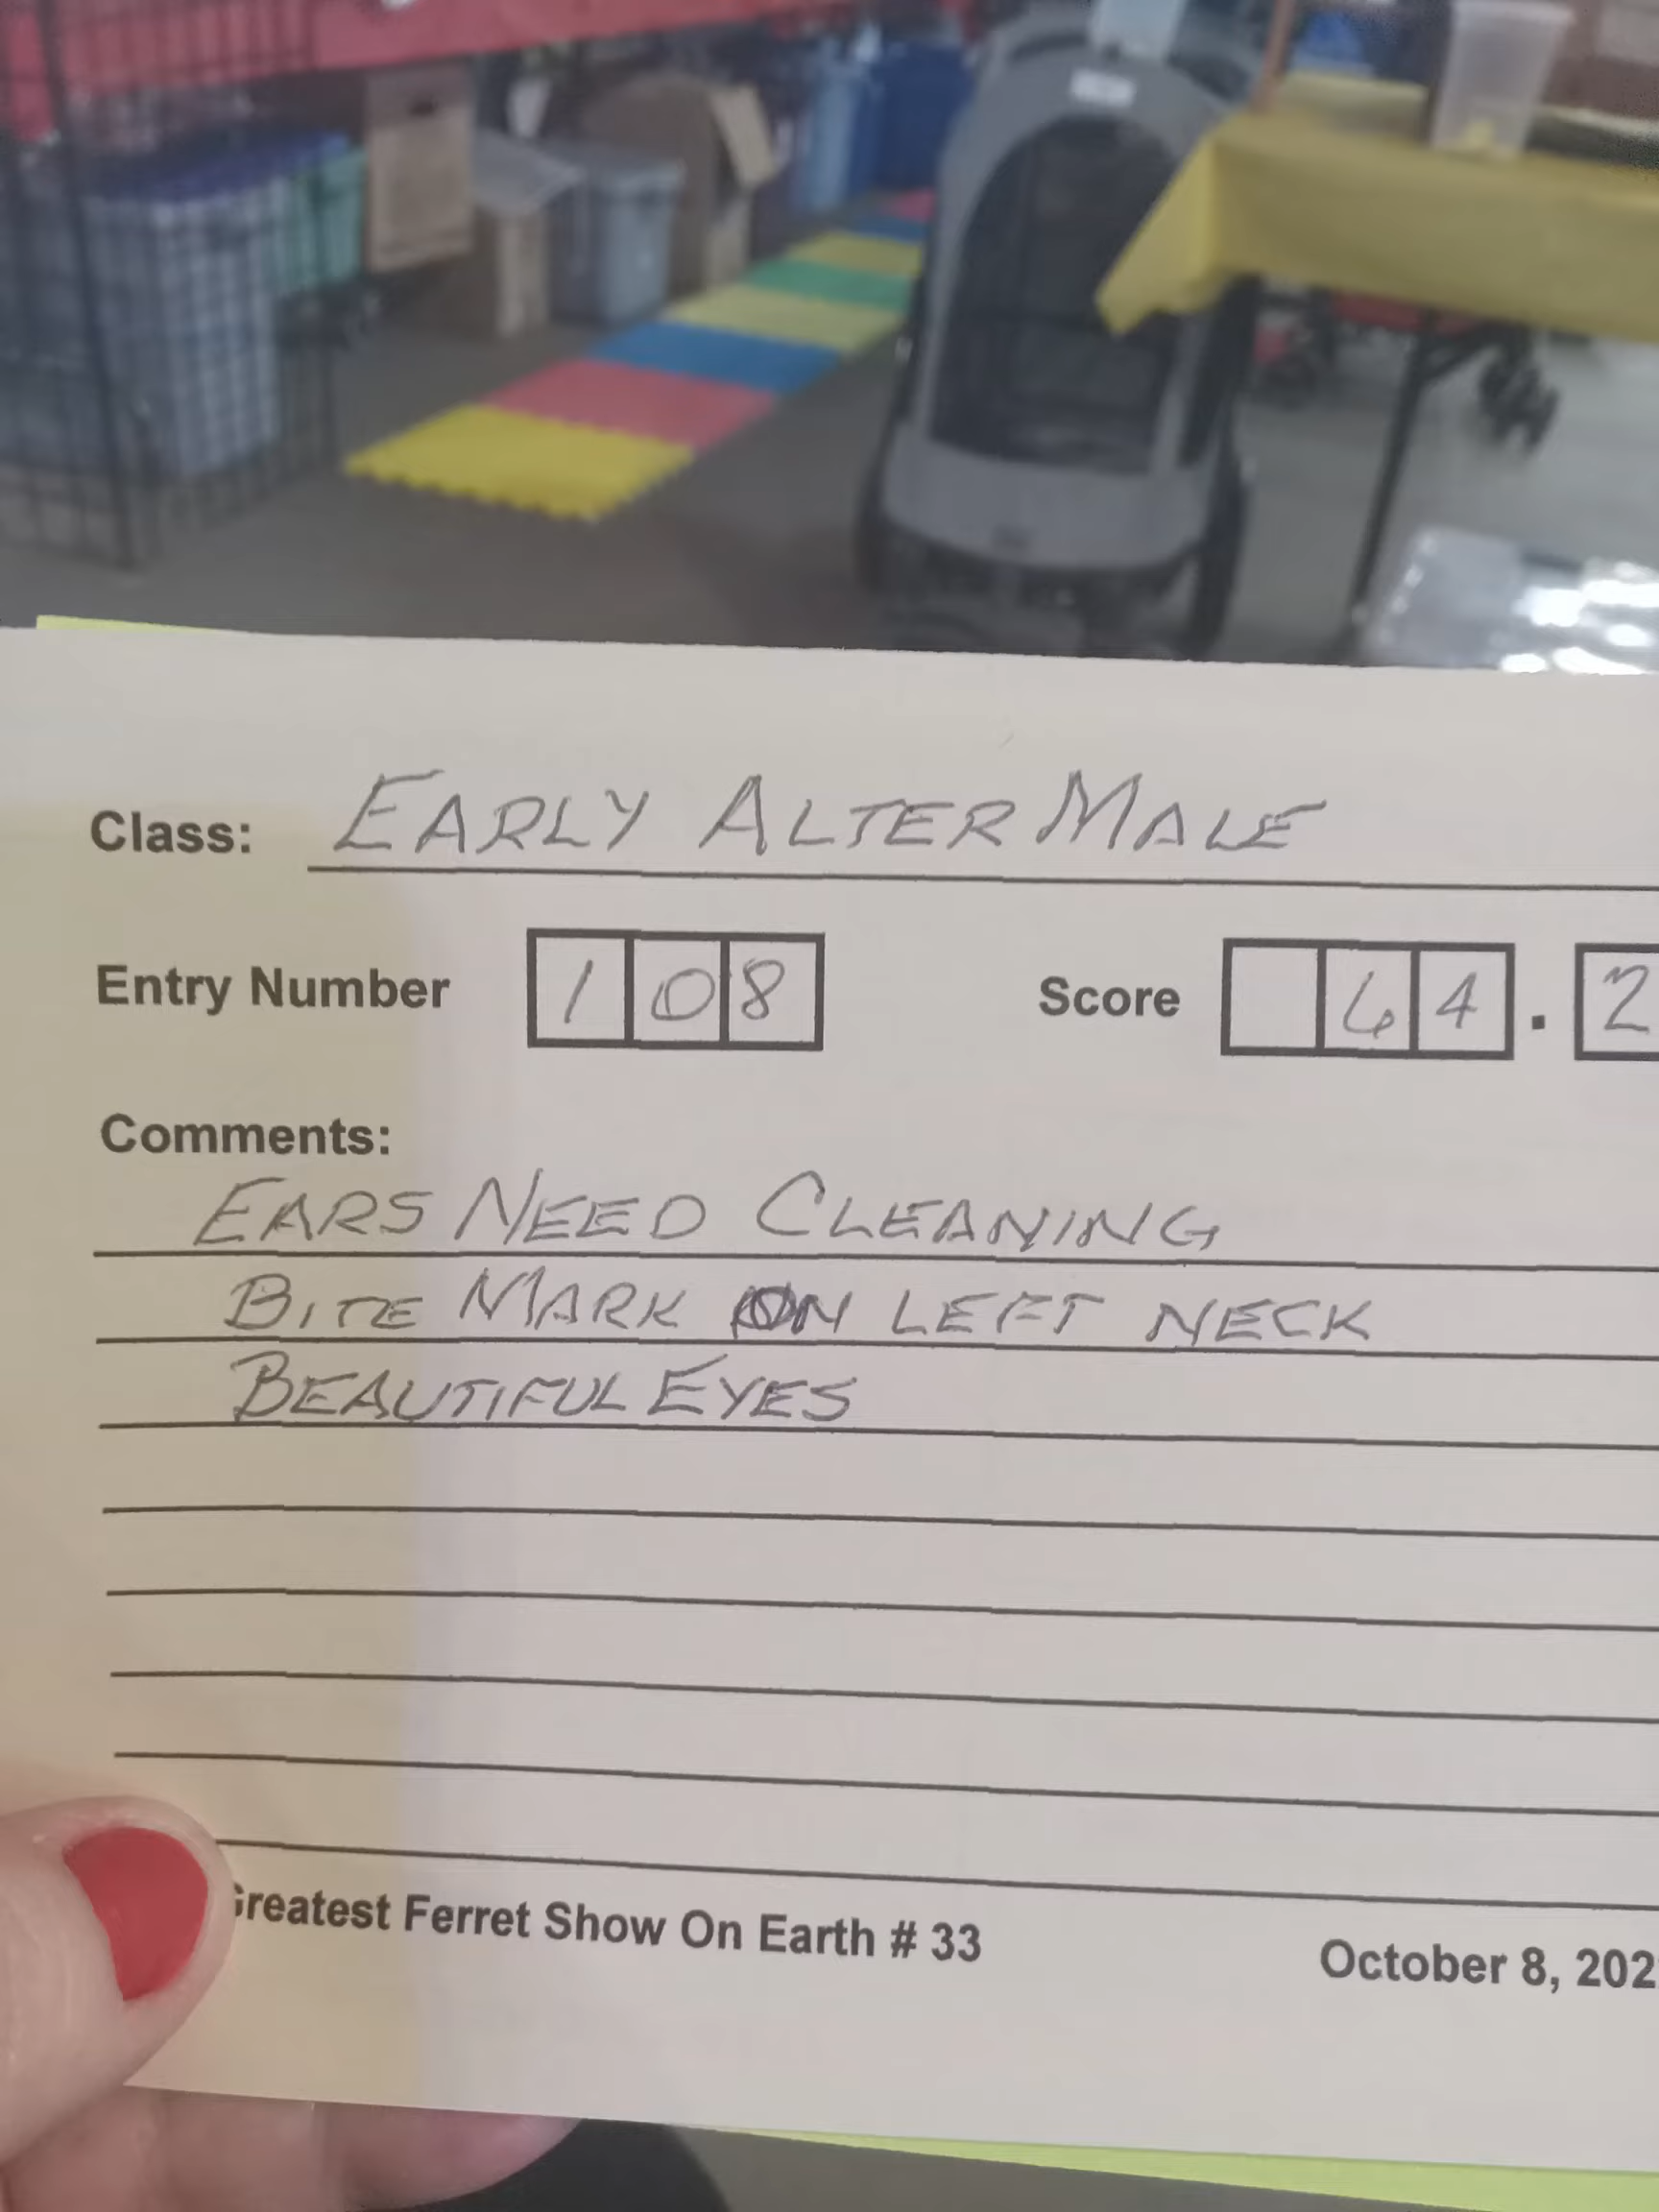 Class: EARLY ALTER MALE
Entry Number 108 Score 64.2
Comments:
EARS NEED CLEANING
BITE MARK ON LEFT NECK
BEAUTIFUL EYES
Greatest Ferret Show On Earth # 33
October 8, 202